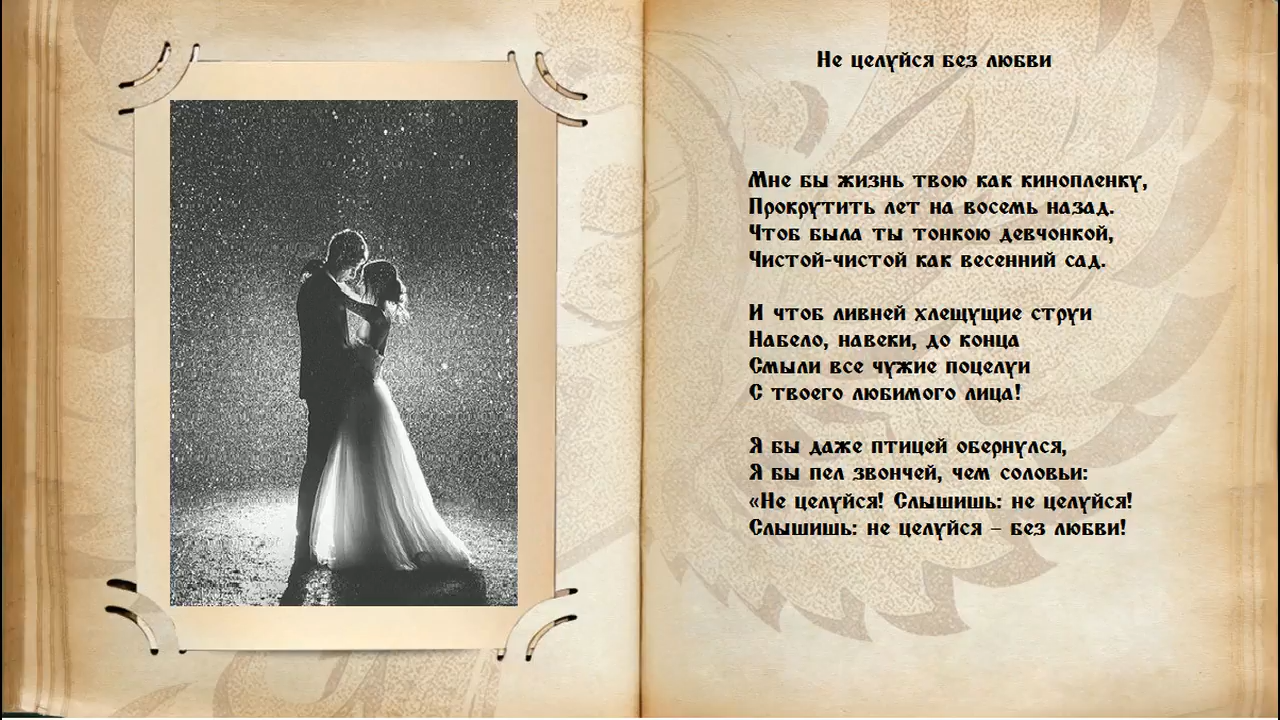 Не целуйся без любви
Мне бы жизнь твою как кинопленку,
Прокрутить лет на восемь назад.
Чтоб была ты тонкою девчонкой,
Чистой-чистой как весенний сад.
И чтоб ливней хлещущие струи
Набело, навеки, до конца
Смыли все чужие поцелуи
С твоего любимого лица!
Я бы даже птицей обернулся,
Я бы пел звончей, чем соловьи:
«Не целуйся! Слышишь: не целуйся!
Слышишь: не целуйся – без любви!